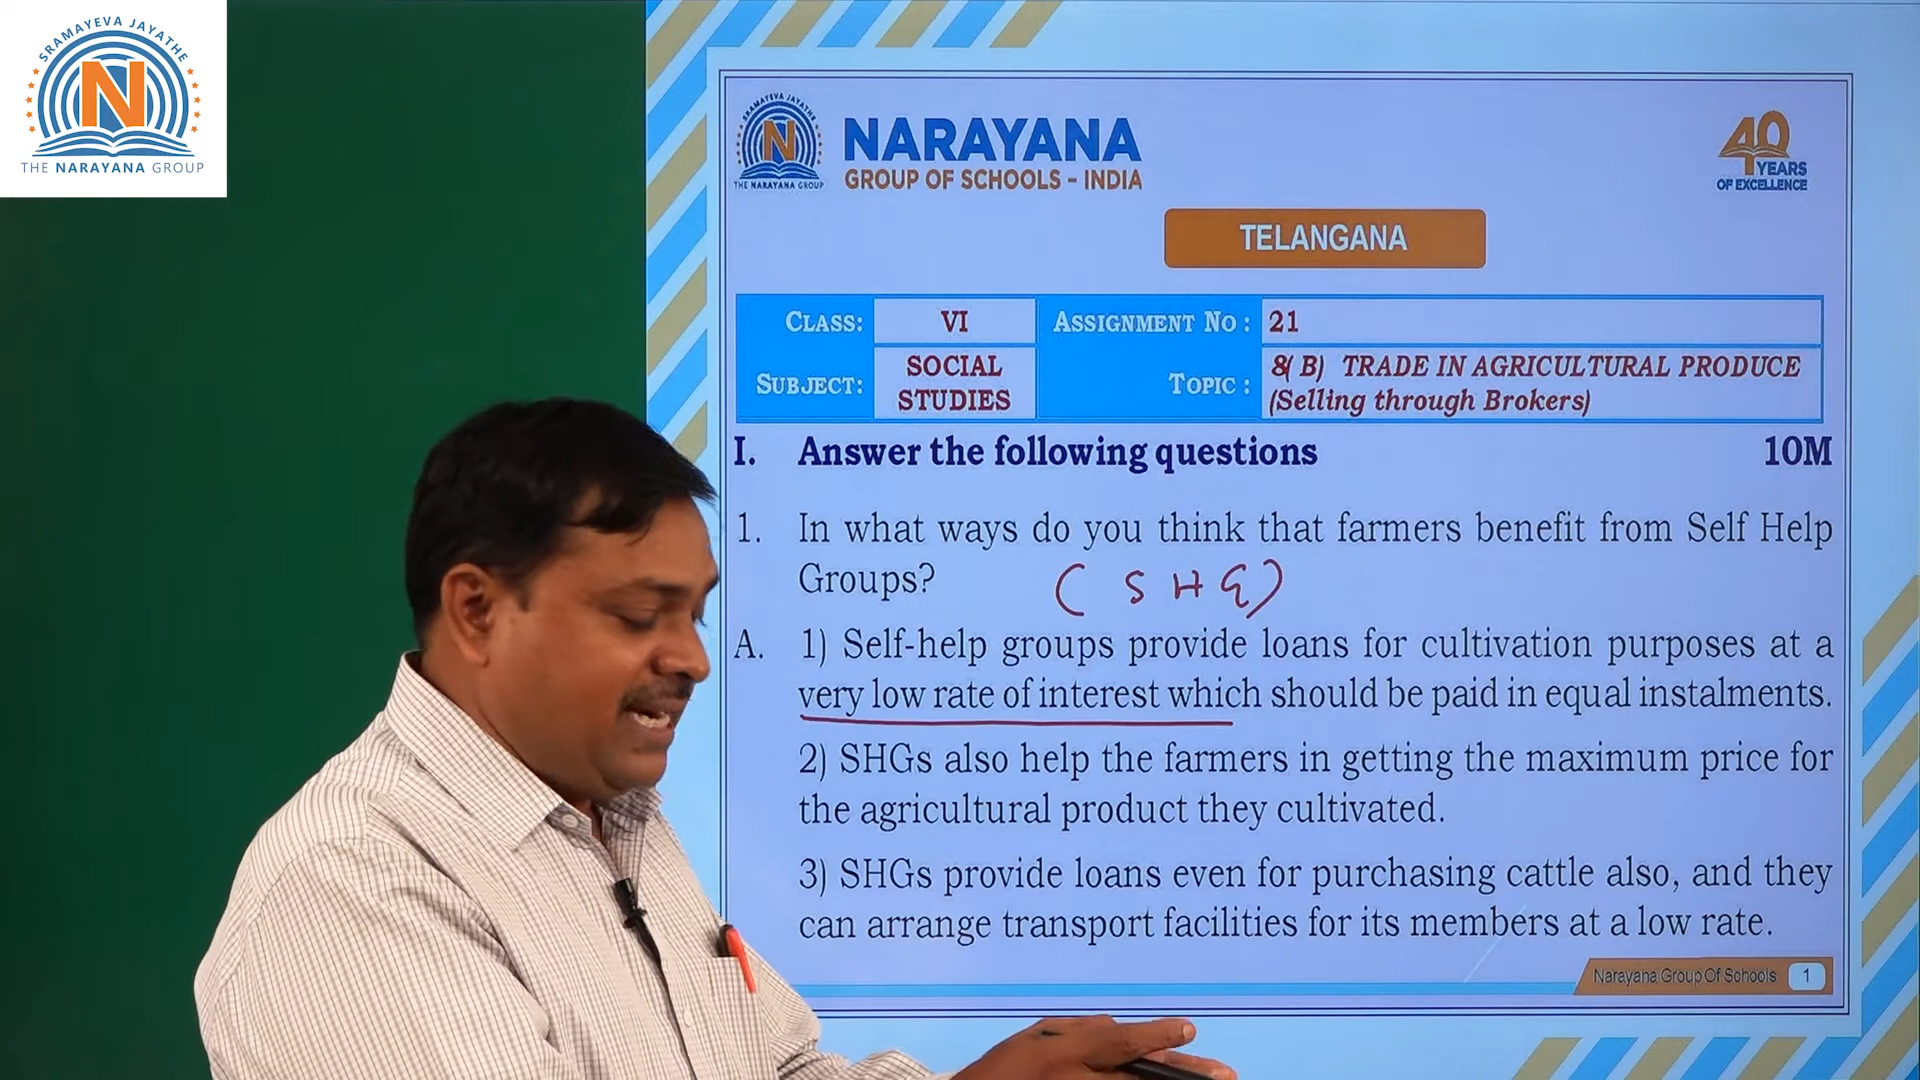 SRAMAYEVA JAYATHE
N
THE NARAYANA GROUP
SRAMAYEVA JAYATHE
N
THE NARAYANA GROUP
NARAYANA
GROUP OF SCHOOLS - INDIA
40
YEARS
OF EXCELLENCE
TELANGANA
CLASS: VI ASSIGNMENT NO : 21
SUBJECT: SOCIAL STUDIES TOPIC : 8( B) TRADE IN AGRICULTURAL PRODUCE
(Selling through Brokers)
I. Answer the following questions 10M
1. In what ways do you think that farmers benefit from Self Help
Groups? ( S H G )
A. 1) Self-help groups provide loans for cultivation purposes at a
very low rate of interest which should be paid in equal instalments.
2) SHGs also help the farmers in getting the maximum price for
the agricultural product they cultivated.
3) SHGs provide loans even for purchasing cattle also, and they
can arrange transport facilities for its members at a low rate.
Narayana Group Of Schools 1